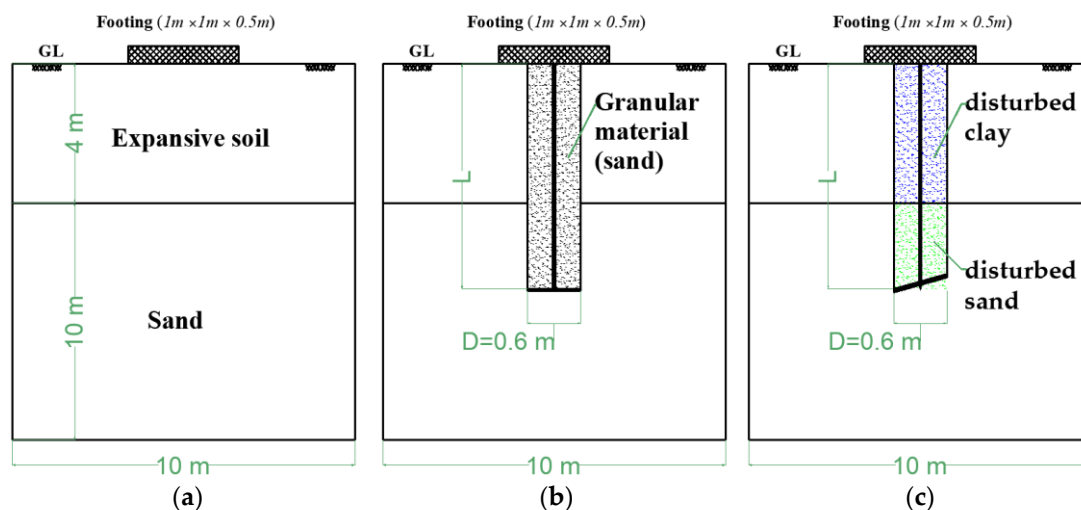 Footing (1m ×1m × 0.5m)
GL
4 m
Expansive soil
10 m
Sand
10 m
(a)
Footing (1m ×1m × 0.5m)
GL
L
Granular
material
(sand)
D=0.6 m
10 m
(b)
Footing (1m ×1m × 0.5m)
GL
L
disturbed
clay
disturbed
sand
D=0.6 m
10 m
(c)